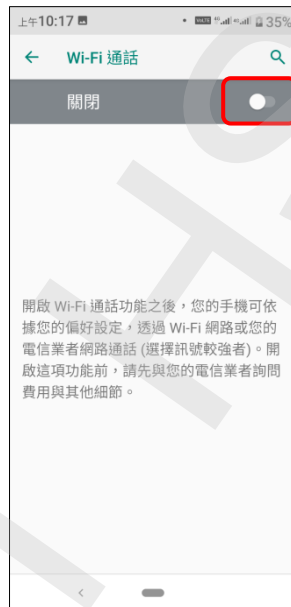 上午10:17
35%
Wi-Fi 通話
關閉
開啟 Wi-Fi 通話功能之後，您的手機可依
據您的偏好設定，透過 Wi-Fi 網路或您的
電信業者網路通話 (選擇訊號較強者)。開
啟這項功能前，請先與您的電信業者詢問
費用與其他細節。